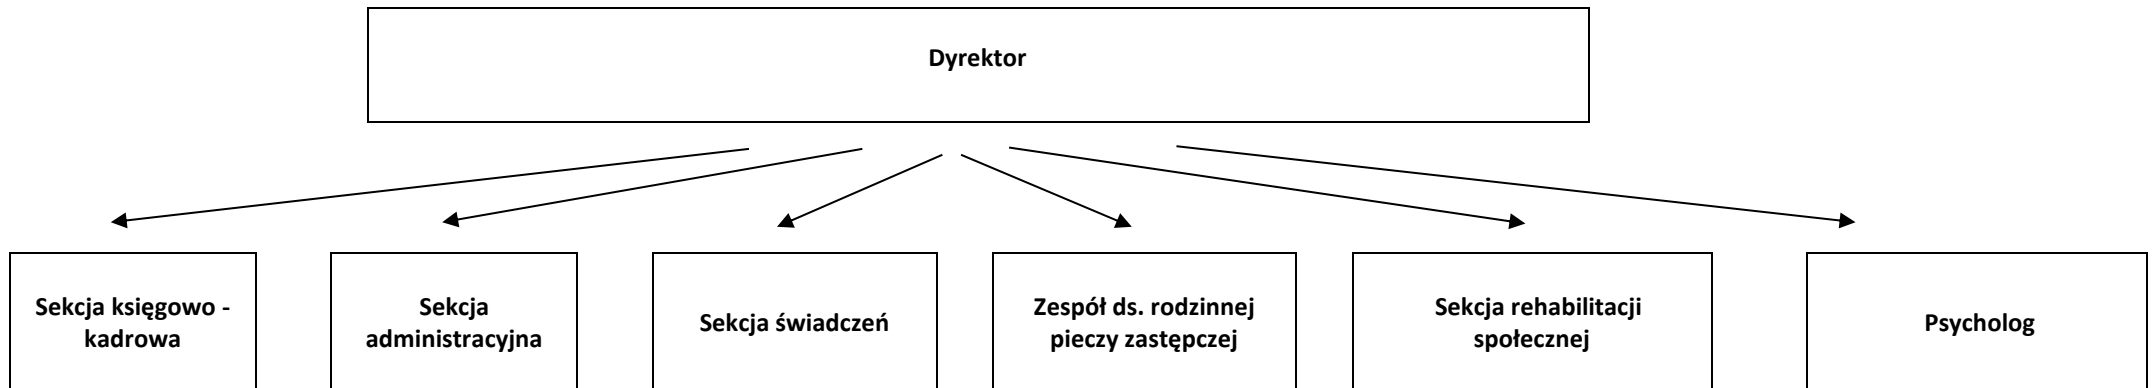 Dyrektor
Sekcja księgowo -
kadrowa
Sekcja
administracyjna
Sekcja świadczeń
Zespół ds. rodzinnej
pieczy zastępczej
Sekcja rehabilitacji
społecznej
Psycholog